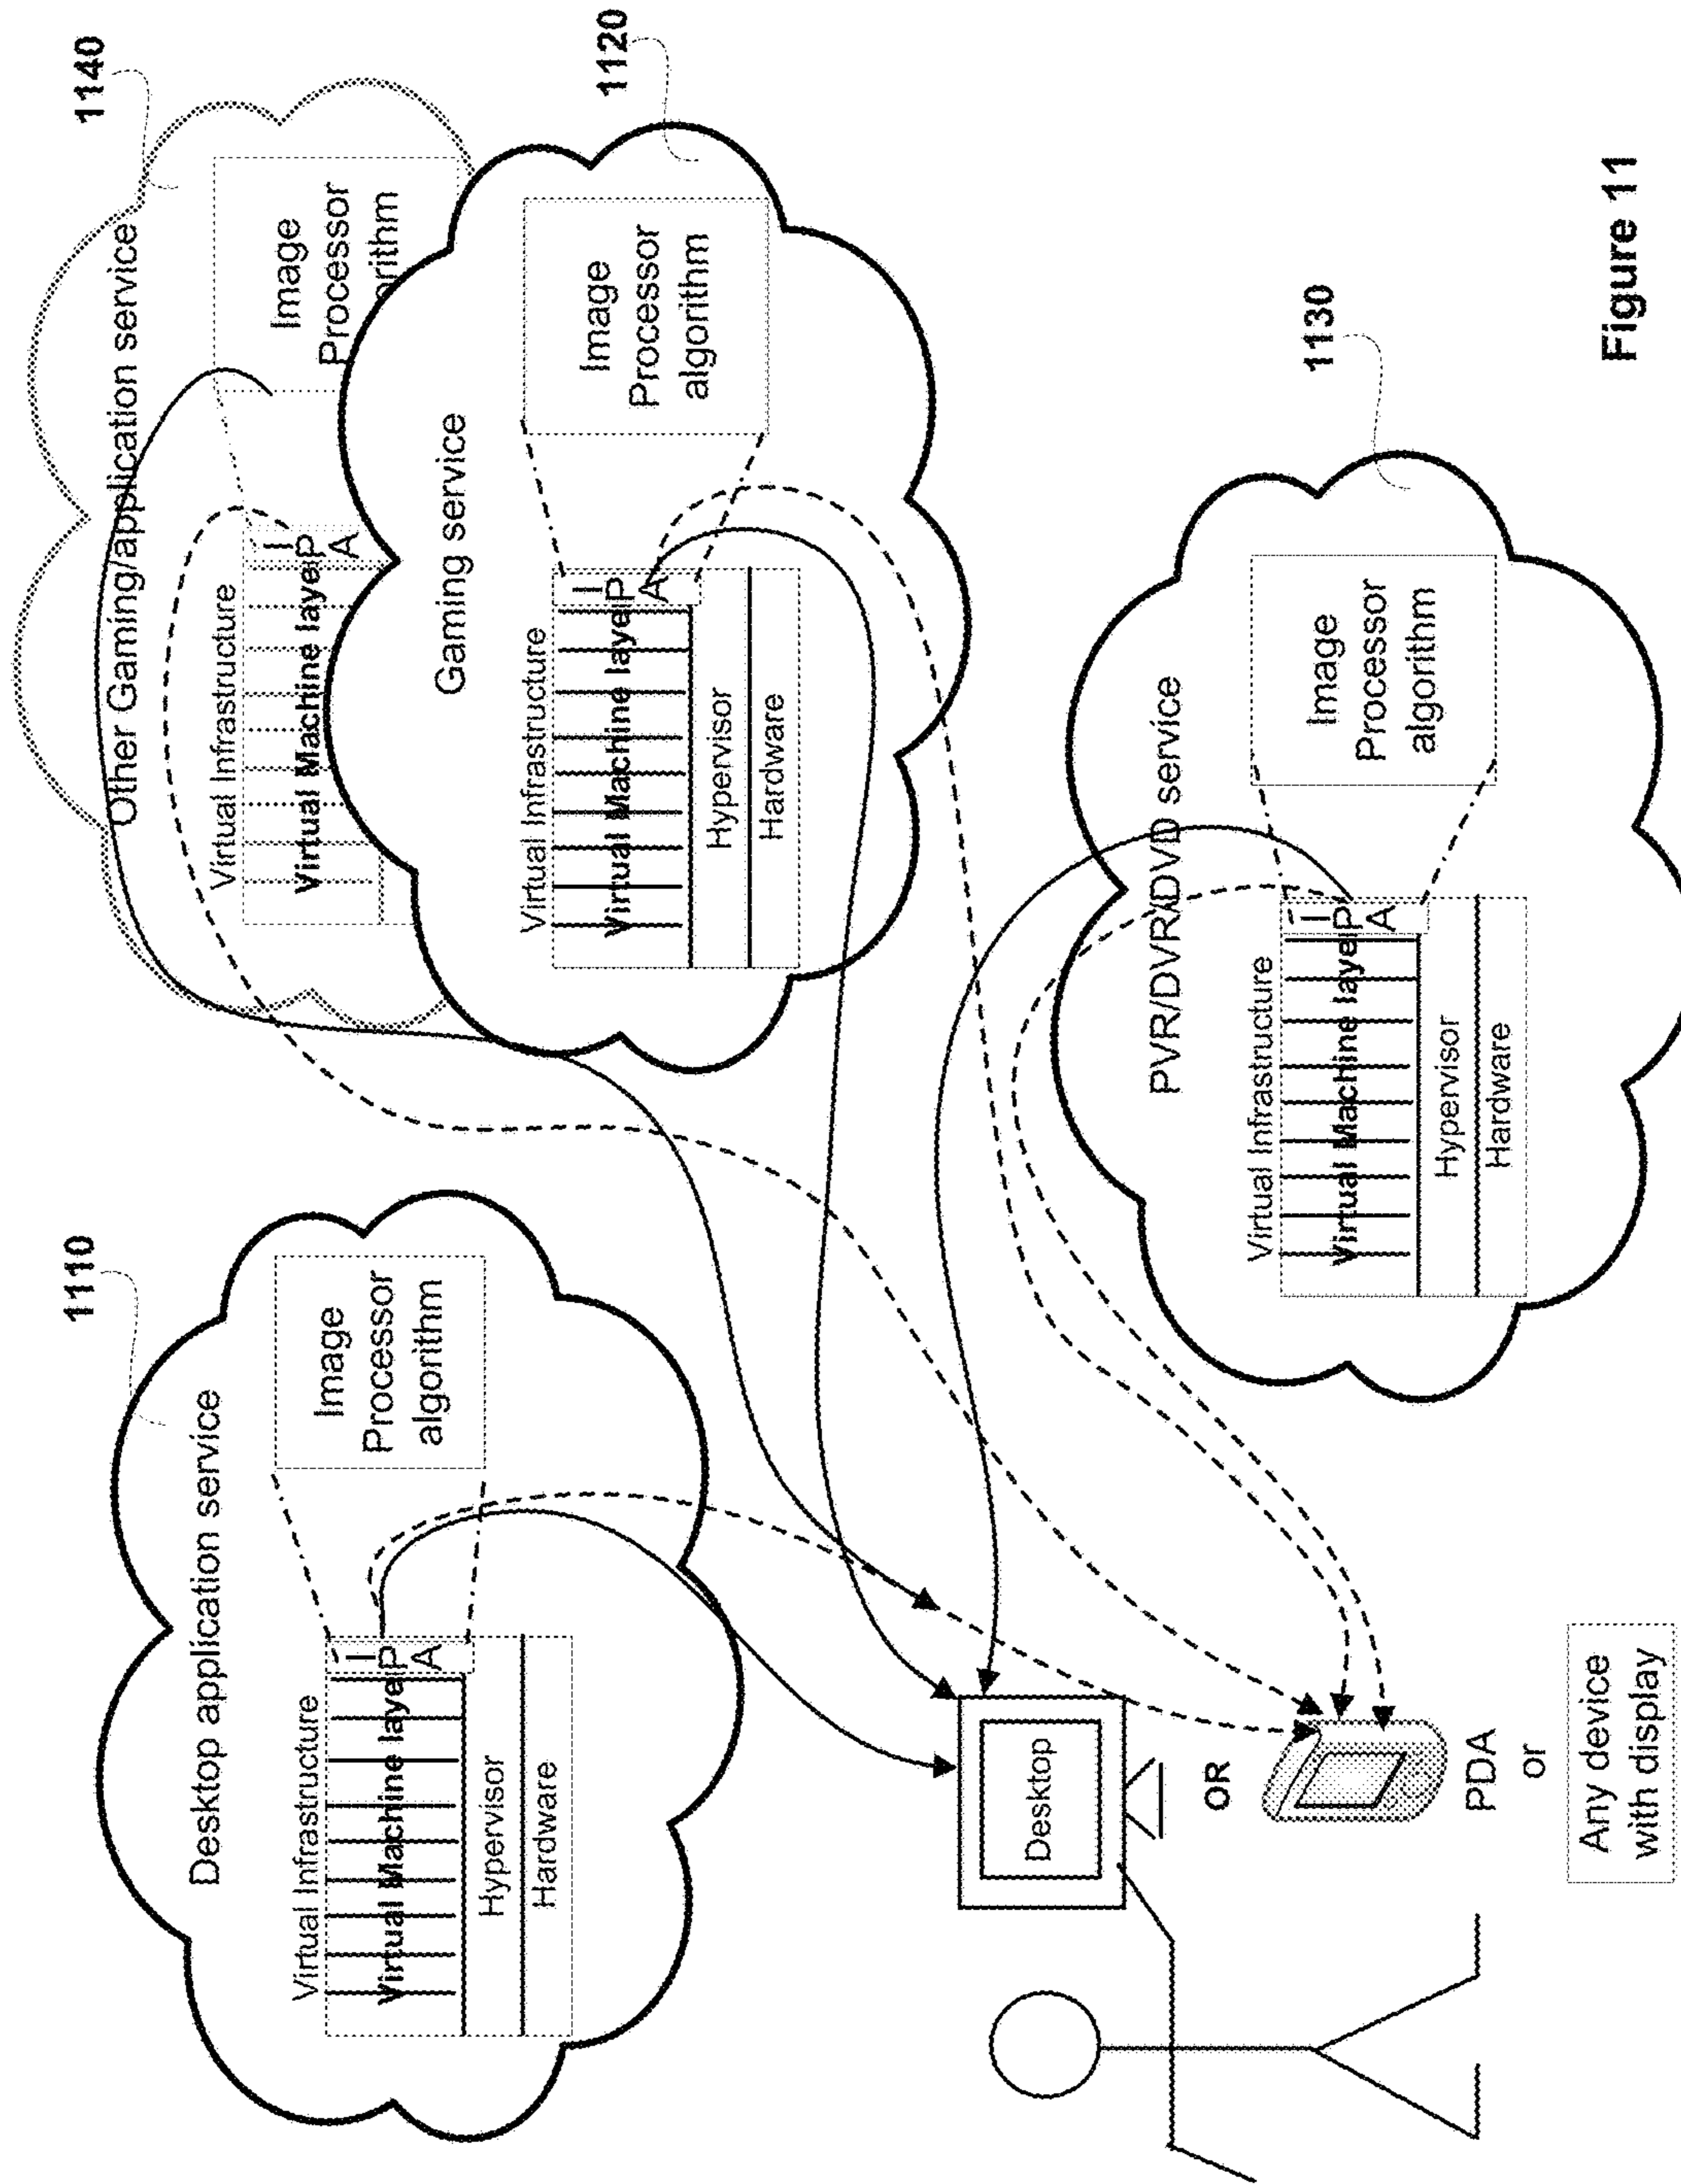 1110
Desktop application service
Virtual Infrastructure
Virtual Machine layer
I
P
A
Hypervisor
Hardware
Image
Processor
algorithm
1140
Other Gaming/application service
Virtual Infrastructure
Virtual Machine layer
I
P
A
Image
Processor
orithm
1120
Gaming service
Virtual Infrastructure
Virtual Machine layer
I
P
A
Hypervisor
Hardware
Image
Processor
algorithm
1130
PVR/DVR/DVD service
Virtual Infrastructure
Virtual Machine layer
I
P
A
Hypervisor
Hardware
Image
Processor
algorithm
Desktop
OR
PDA
or
Any device
with display
Figure 11